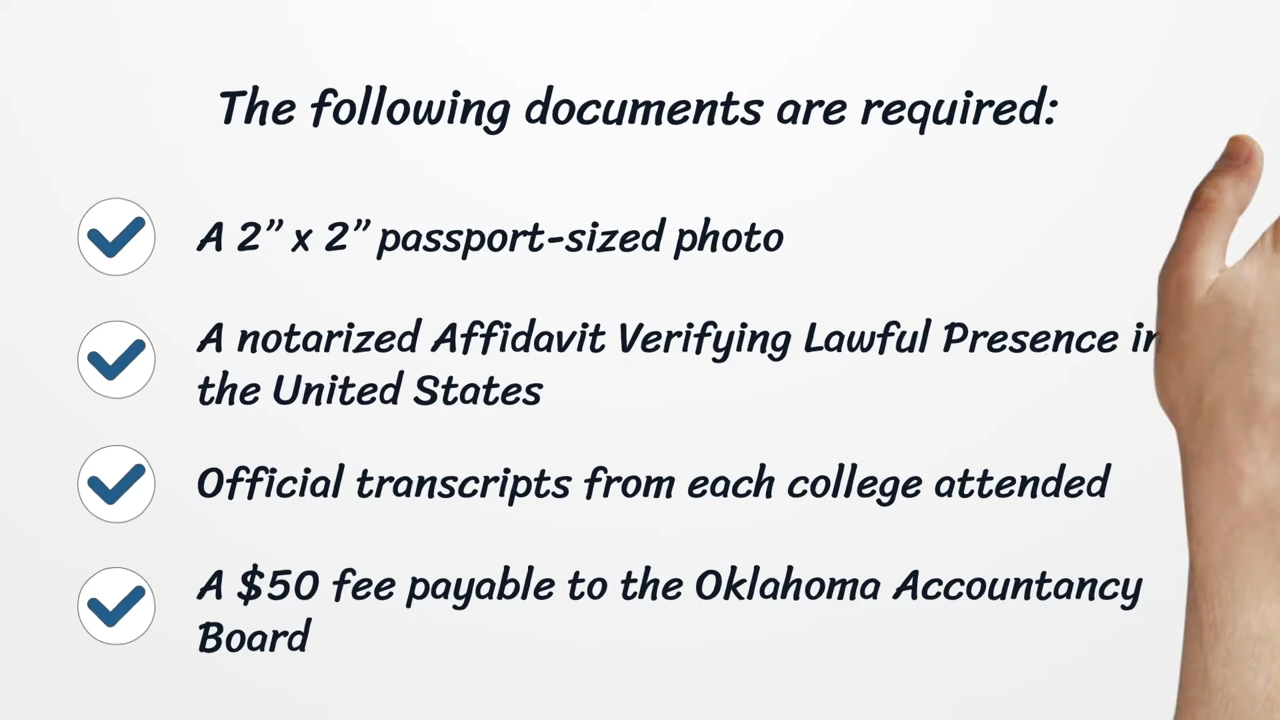 The following documents are required:
A 2” x 2” passport-sized photo
A notarized Affidavit Verifying Lawful Presence in
the United States
Official transcripts from each college attended
A $50 fee payable to the Oklahoma Accountancy
Board